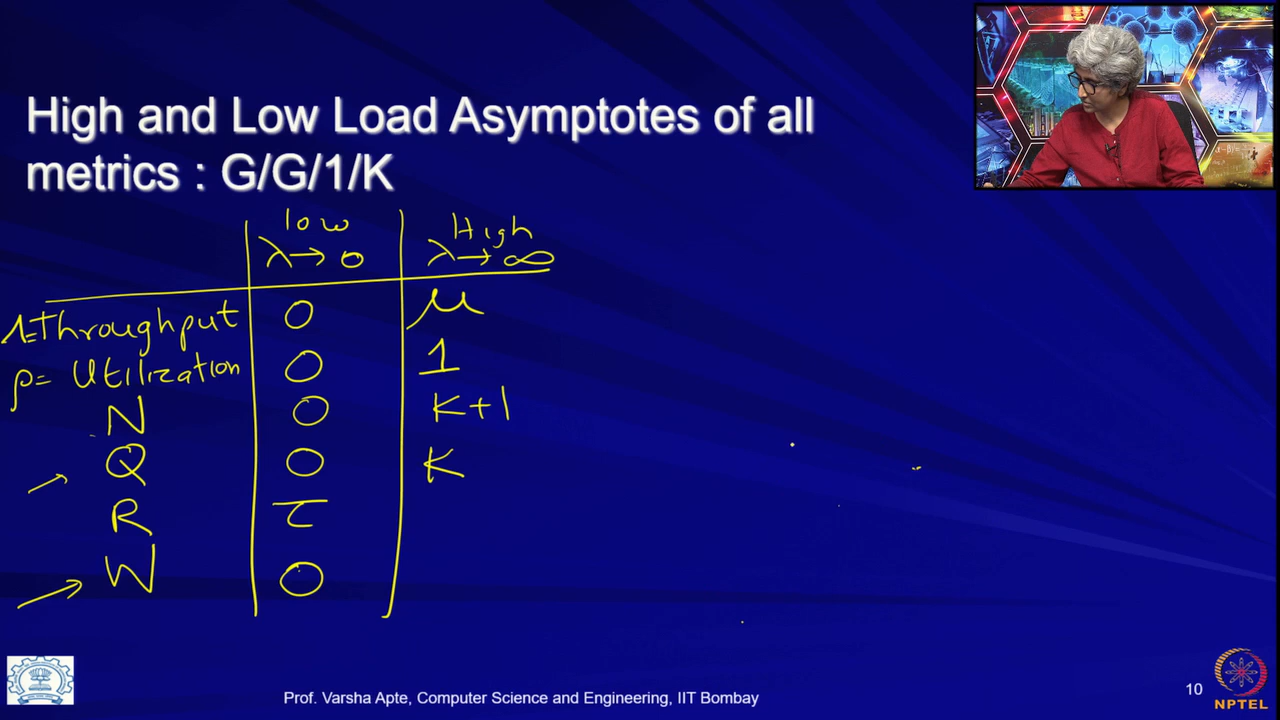 High and Low Load Asymptotes of all
metrics : G/G/1/K
low High
λ→0 λ→∞
Λ=Throughput 0 μ
ρ= Utilization 0 1
N 0 K+1
Q 0 K
R τ
W 0
Prof. Varsha Apte, Computer Science and Engineering, IIT Bombay
10
NPTEL